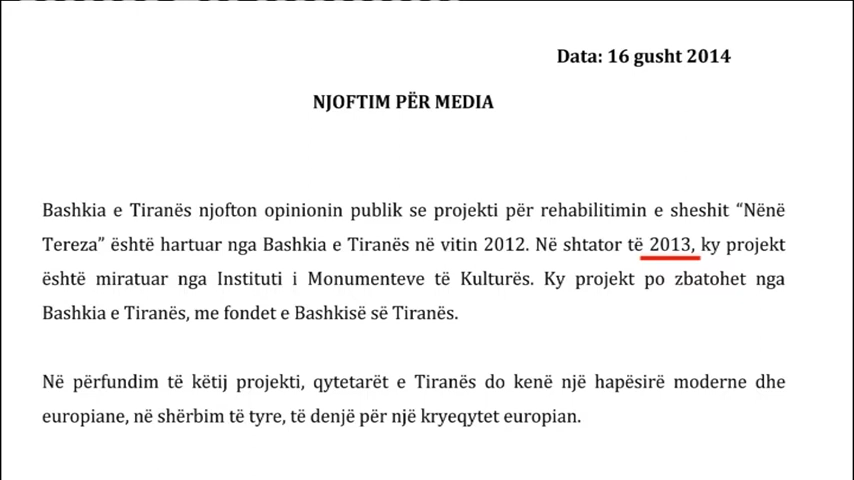 Data: 16 gusht 2014
NJOFTIM PËR MEDIA
Bashkia e Tiranës njofton opinionin publik se projekti për rehabilitimin e sheshit “Nënë
Tereza” është hartuar nga Bashkia e Tiranës në vitin 2012. Në shtator të 2013, ky projekt
është miratuar nga Instituti i Monumenteve të Kulturës. Ky projekt po zbatohet nga
Bashkia e Tiranës, me fondet e Bashkisë së Tiranës.
Në përfundim të këtij projekti, qytetarët e Tiranës do kenë një hapësirë moderne dhe
europiane, në shërbim të tyre, të denjë për një kryeqytet europian.